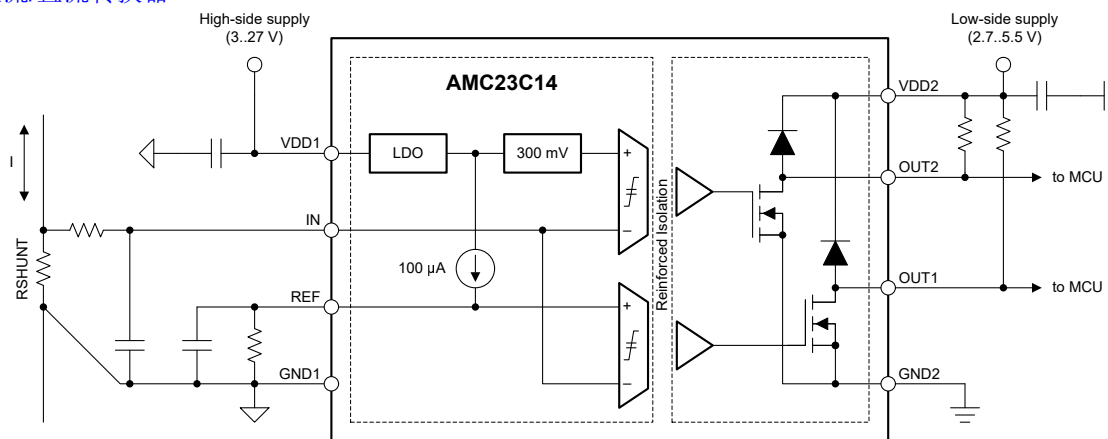 High-side supply
(3..27 V)
Low-side supply
(2.7..5.5 V)
AMC23C14
VDD1
LDO
300 mV
+
−
VDD2
OUT2
to MCU
I
RSHUNT
IN
100 µA
Reinforced Isolation
REF
+
−
OUT1
to MCU
GND1
GND2